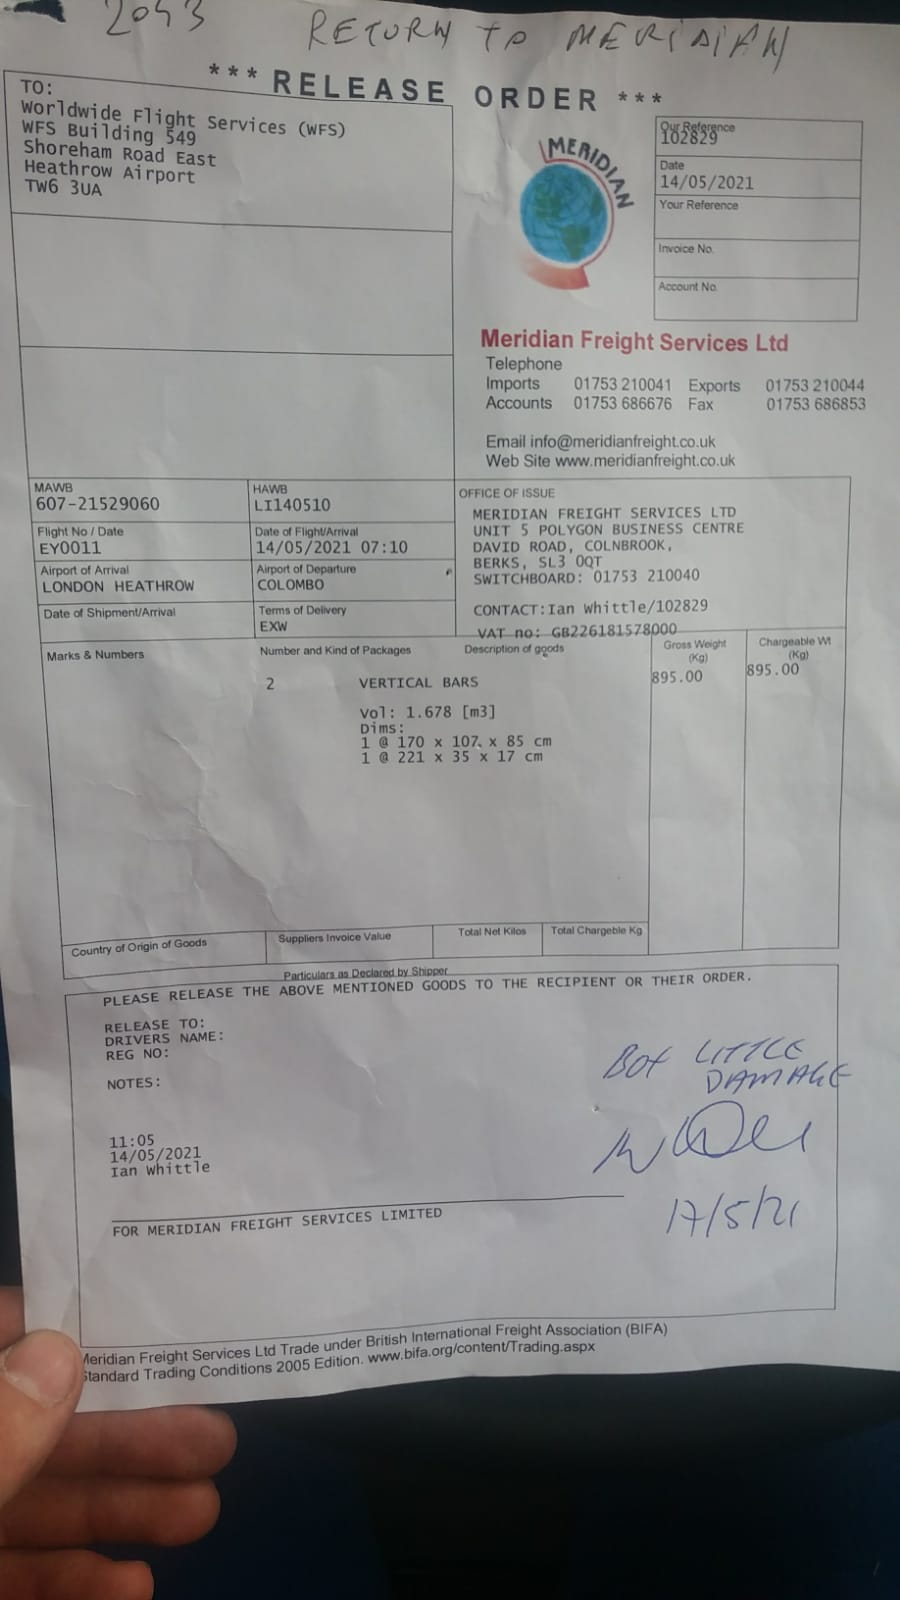 2043 RETURN TO MERIDIAN
*** RELEASE ORDER ***
TO:
Worldwide Flight Services (WFS)
WFS Building 549
Shoreham Road East
Heathrow Airport
TW6 3UA
MERIDIAN
Our Reference
102829
Date
14/05/2021
Your Reference
Invoice No.
Account No.
Meridian Freight Services Ltd
Telephone
Imports 01753 210041 Exports 01753 210044
Accounts 01753 686676 Fax 01753 686853
Email info@meridianfreight.co.uk
Web Site www.meridianfreight.co.uk
MAWB
607-21529060
HAWB
LI140510
Flight No / Date
EY0011
Date of Flight/Arrival
14/05/2021 07:10
Airport of Arrival
LONDON HEATHROW
Airport of Departure
COLOMBO
Date of Shipment/Arrival
Terms of Delivery
EXW
OFFICE OF ISSUE
MERIDIAN FREIGHT SERVICES LTD
UNIT 5 POLYGON BUSINESS CENTRE
DAVID ROAD, COLNBROOK,
BERKS, SL3 0QT
SWITCHBOARD: 01753 210040
CONTACT:Ian Whittle/102829
VAT no: GB226181578000
Marks & Numbers
Number and Kind of Packages
Description of goods
Gross Weight
(Kg)
Chargeable Wt
(Kg)
2 VERTICAL BARS 895.00 895.00
Vol: 1.678 [m3]
Dims:
1 @ 170 x 107 x 85 cm
1 @ 221 x 35 x 17 cm
Country of Origin of Goods
Suppliers Invoice Value
Total Net Kilos
Total Chargeble Kg
Particulars as Declared by Shipper
PLEASE RELEASE THE ABOVE MENTIONED GOODS TO THE RECIPIENT OR THEIR ORDER.
RELEASE TO:
DRIVERS NAME:
REG NO:
NOTES:
BOX LITTLE
DAMAGE
11:05
14/05/2021
Ian Whittle
17/5/21
FOR MERIDIAN FREIGHT SERVICES LIMITED
Meridian Freight Services Ltd Trade under British International Freight Association (BIFA)
Standard Trading Conditions 2005 Edition. www.bifa.org/content/Trading.aspx